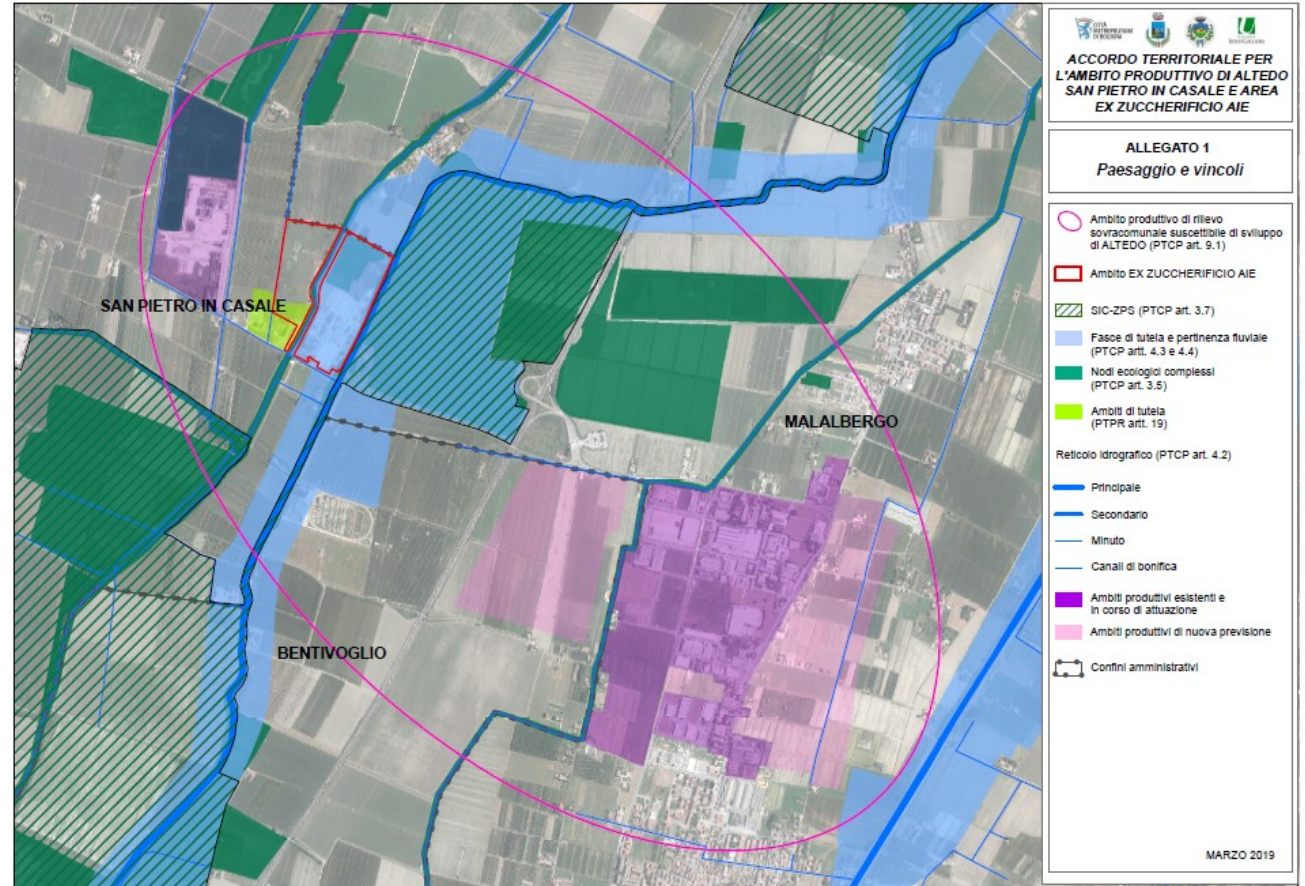 SAN PIETRO IN CASALE
MALALBERGO
BENTIVOGLIO
CITTÀ
METROPOLITANA
DI BOLOGNA
ACCORDO TERRITORIALE PER
L'AMBITO PRODUTTIVO DI ALTEDO
SAN PIETRO IN CASALE E AREA
EX ZUCCHERIFICIO AIE
ALLEGATO 1
Paesaggio e vincoli
Ambito produttivo di rilievo
sovracomunale suscettibile di sviluppo
di ALTEDO (PTCP art. 9.1)
Ambito EX ZUCCHERIFICIO AIE
SIC-ZPS (PTCP art. 3.7)
Fasce di tutela e pertinenza fluviale
(PTCP artt. 4.3 e 4.4)
Nodi ecologici complessi
(PTCP art. 3.5)
Ambiti di tutela
(PTPR artt. 19)
Reticolo idrografico (PTCP art. 4.2)
Principale
Secondario
Minuto
Canali di bonifica
Ambiti produttivi esistenti e
in corso di attuazione
Ambiti produttivi di nuova previsione
Confini amministrativi
MARZO 2019